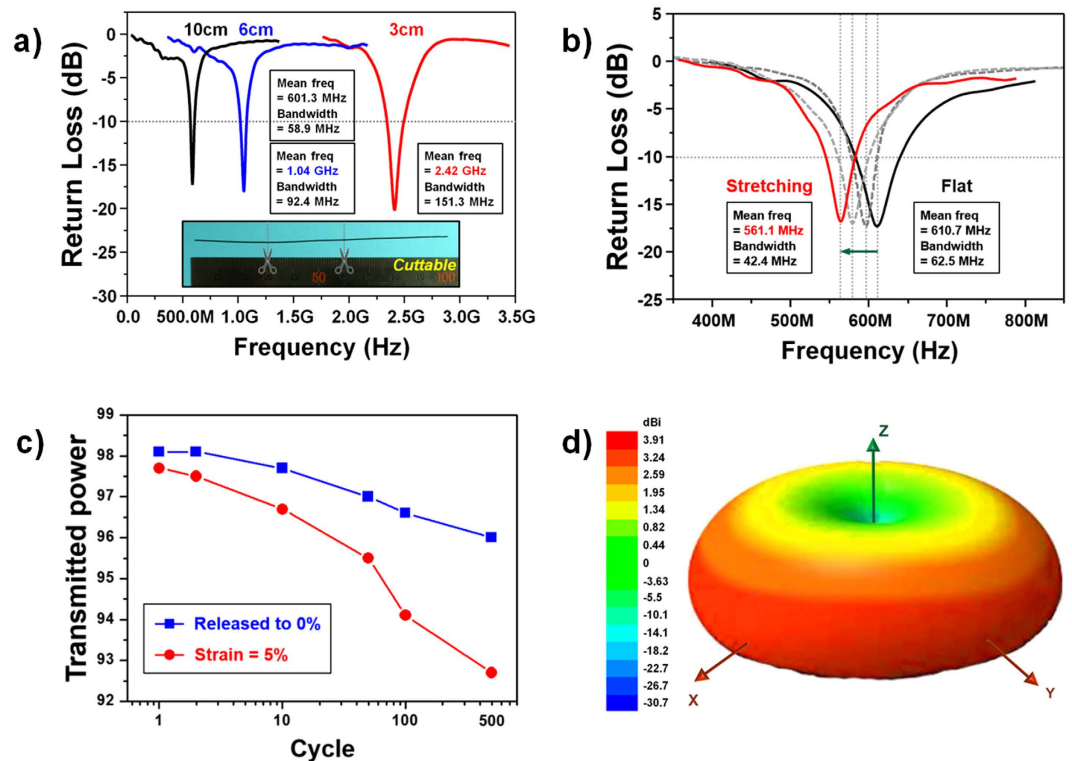 a)
10cm
6cm
3cm
Return Loss (dB)
0
-5
-10
-15
-20
-25
-30
Mean freq
= 601.3 MHz
Bandwidth
= 58.9 MHz
Mean freq
= 1.04 GHz
Bandwidth
= 92.4 MHz
Mean freq
= 2.42 GHz
Bandwidth
= 151.3 MHz
Cuttable
50
100
0.0
500.0M
1.0G
1.5G
2.0G
2.5G
3.0G
3.5G
Frequency (Hz)
b)
Return Loss (dB)
5
0
-5
-10
-15
-20
-25
Stretching
Mean freq
= 561.1 MHz
Bandwidth
= 42.4 MHz
Flat
Mean freq
= 610.7 MHz
Bandwidth
= 62.5 MHz
400M
500M
600M
700M
800M
Frequency (Hz)
c)
Transmitted power
99
98
97
96
95
94
93
92
Released to 0%
Strain = 5%
1
10
100
500
Cycle
d)
dBi
3.91
3.24
2.59
1.95
1.34
0.82
0.44
0
-3.63
-5.5
-10.1
-14.1
-18.2
-22.7
-26.7
-30.7
Z
X
Y